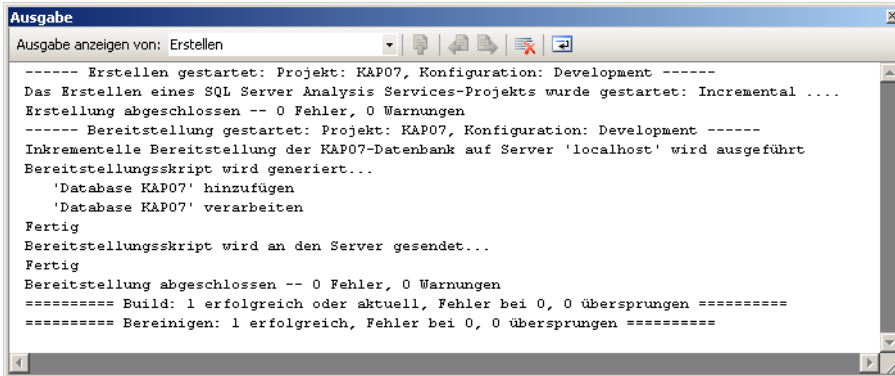 Ausgabe
Ausgabe anzeigen von: Erstellen
------ Erstellen gestartet: Projekt: KAP07, Konfiguration: Development ------
Das Erstellen eines SQL Server Analysis Services-Projekts wurde gestartet: Incremental ....
Erstellung abgeschlossen -- 0 Fehler, 0 Warnungen
------ Bereitstellung gestartet: Projekt: KAP07, Konfiguration: Development ------
Inkrementelle Bereitstellung der KAP07-Datenbank auf Server 'localhost' wird ausgeführt
Bereitstellungsskript wird generiert...
'Database KAP07' hinzufügen
'Database KAP07' verarbeiten
Fertig
Bereitstellungsskript wird an den Server gesendet...
Fertig
Bereitstellung abgeschlossen -- 0 Fehler, 0 Warnungen
========== Build: 1 erfolgreich oder aktuell, Fehler bei 0, 0 übersprungen ==========
========== Bereinigen: 1 erfolgreich, Fehler bei 0, 0 übersprungen ==========